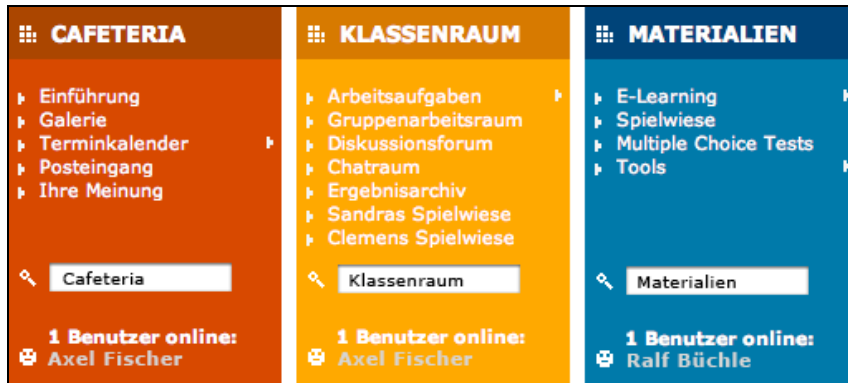 CAFETERIA
Einführung
Galerie
Terminkalender
Posteingang
Ihre Meinung
Cafeteria
1 Benutzer online:
Axel Fischer
KLASSENRAUM
Arbeitsaufgaben
Gruppenarbeitsraum
Diskussionsforum
Chatraum
Ergebnisarchiv
Sandras Spielwiese
Clemens Spielwiese
Klassenraum
1 Benutzer online:
Axel Fischer
MATERIALIEN
E-Learning
Spielwiese
Multiple Choice Tests
Tools
Materialien
1 Benutzer online:
Ralf Büchle